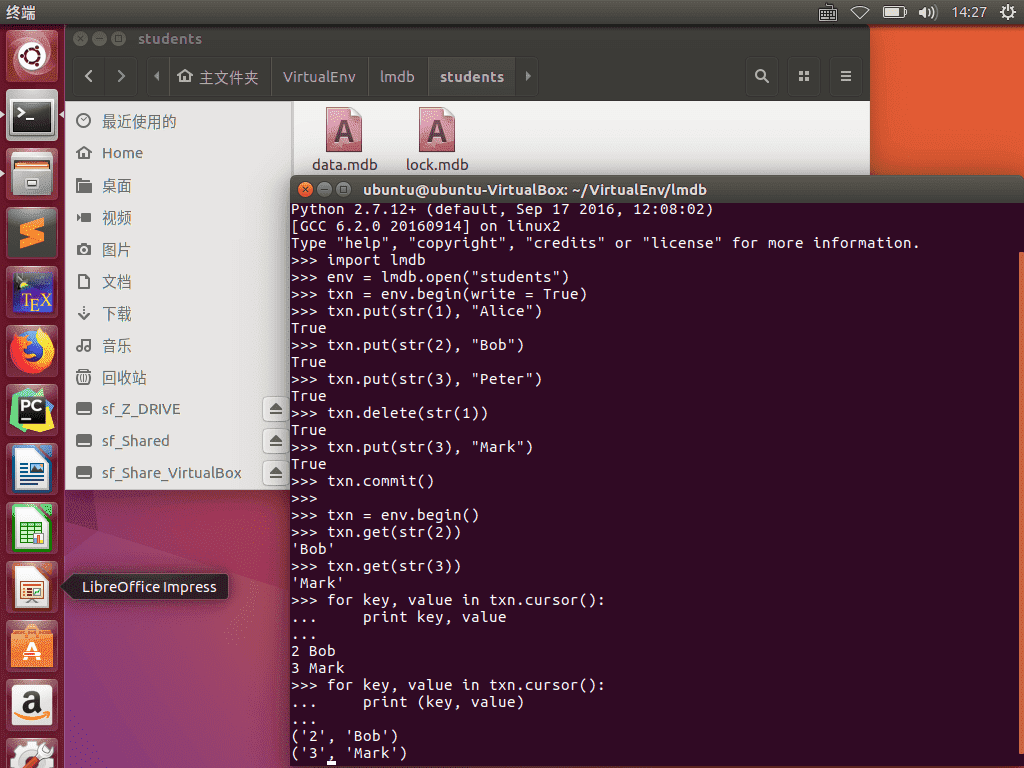 终端
14:27
students
主文件夹 VirtualEnv lmdb students
最近使用的
Home
桌面
视频
图片
文档
下载
音乐
回收站
sf_Z_DRIVE
sf_Shared
sf_Share_VirtualBox
A A
data.mdb lock.mdb
TEX
PC
LibreOffice Impress
A
a
ubuntu@ubuntu-VirtualBox: ~/VirtualEnv/lmdb
Python 2.7.12+ (default, Sep 17 2016, 12:08:02)
[GCC 6.2.0 20160914] on linux2
Type "help", "copyright", "credits" or "license" for more information.
>>> import lmdb
>>> env = lmdb.open("students")
>>> txn = env.begin(write = True)
>>> txn.put(str(1), "Alice")
True
>>> txn.put(str(2), "Bob")
True
>>> txn.put(str(3), "Peter")
True
>>> txn.delete(str(1))
True
>>> txn.put(str(3), "Mark")
True
>>> txn.commit()
>>>
>>> txn = env.begin()
>>> txn.get(str(2))
'Bob'
>>> txn.get(str(3))
'Mark'
>>> for key, value in txn.cursor():
...     print key, value
...
2 Bob
3 Mark
>>> for key, value in txn.cursor():
...     print (key, value)
...
('2', 'Bob')
('3', 'Mark')